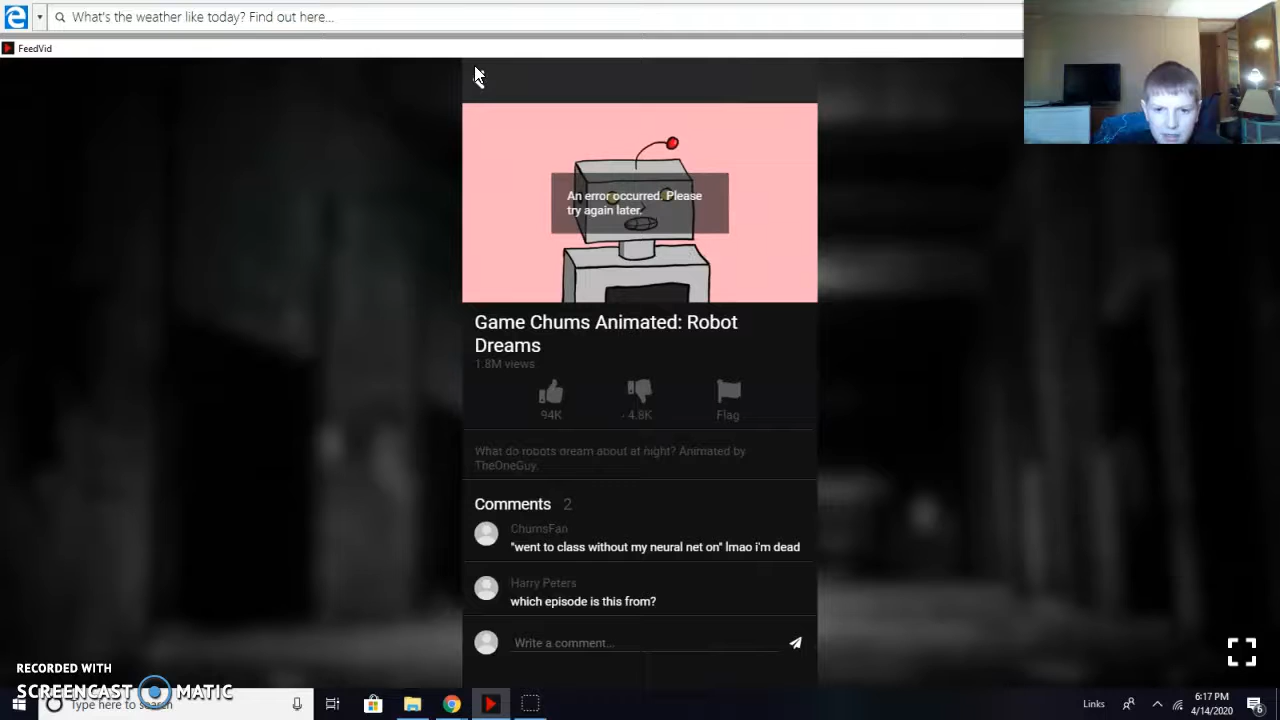 What's the weather like today? Find out here...
FeedVid
An error occurred. Please
try again later.
Game Chums Animated: Robot
Dreams
1.8M views
94K
4.8K
Flag
What do robots dream about at night? Animated by
TheOneGuy.
Comments 2
ChumsFan
"went to class without my neural net on" lmao i'm dead
Harry Peters
which episode is this from?
Write a comment...
RECORDED WITH
SCREENCAST MATIC
Type here to search
Links
6:17 PM
4/14/2020
6